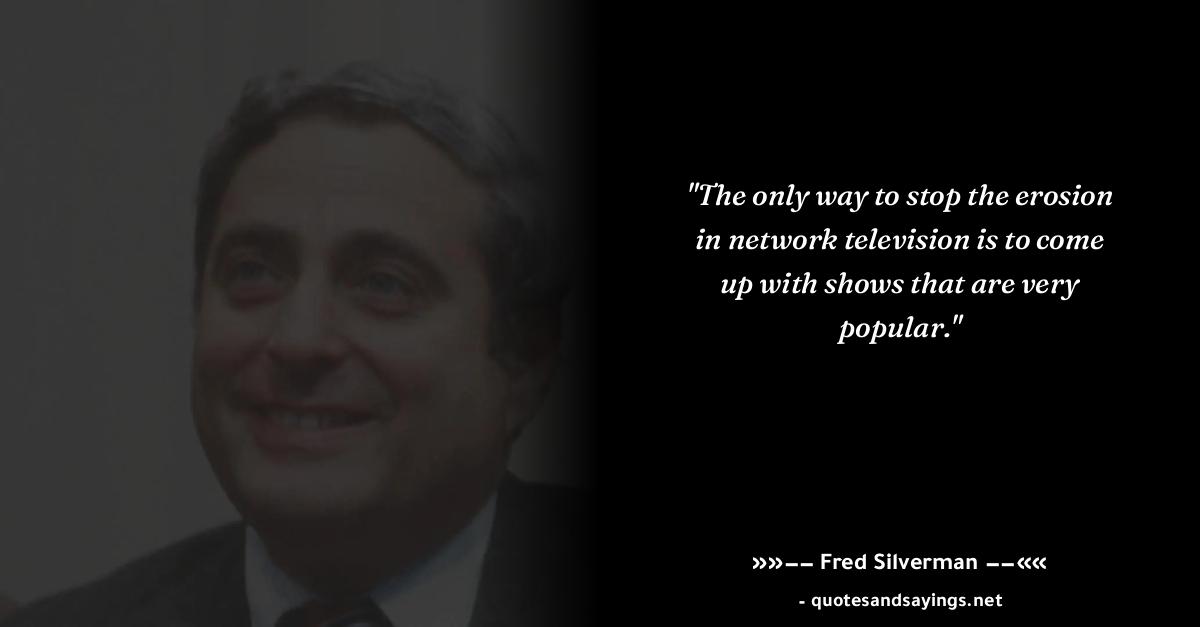 "The only way to stop the erosion
in network television is to come
up with shows that are very
popular."
»»–– Fred Silverman ––««
- quotesandsayings.net